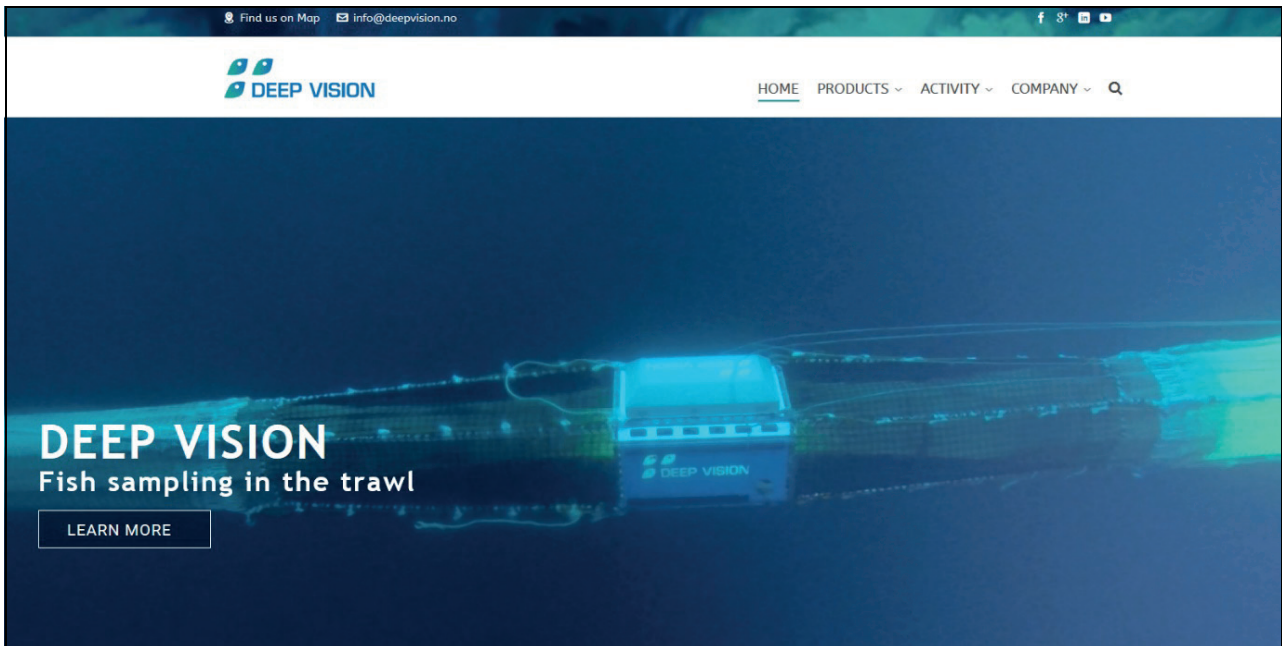 Find us on Map info@deepvision.no
DEEP VISION
HOME PRODUCTS ACTIVITY COMPANY
DEEP VISION
DEEP VISION
Fish sampling in the trawl
LEARN MORE